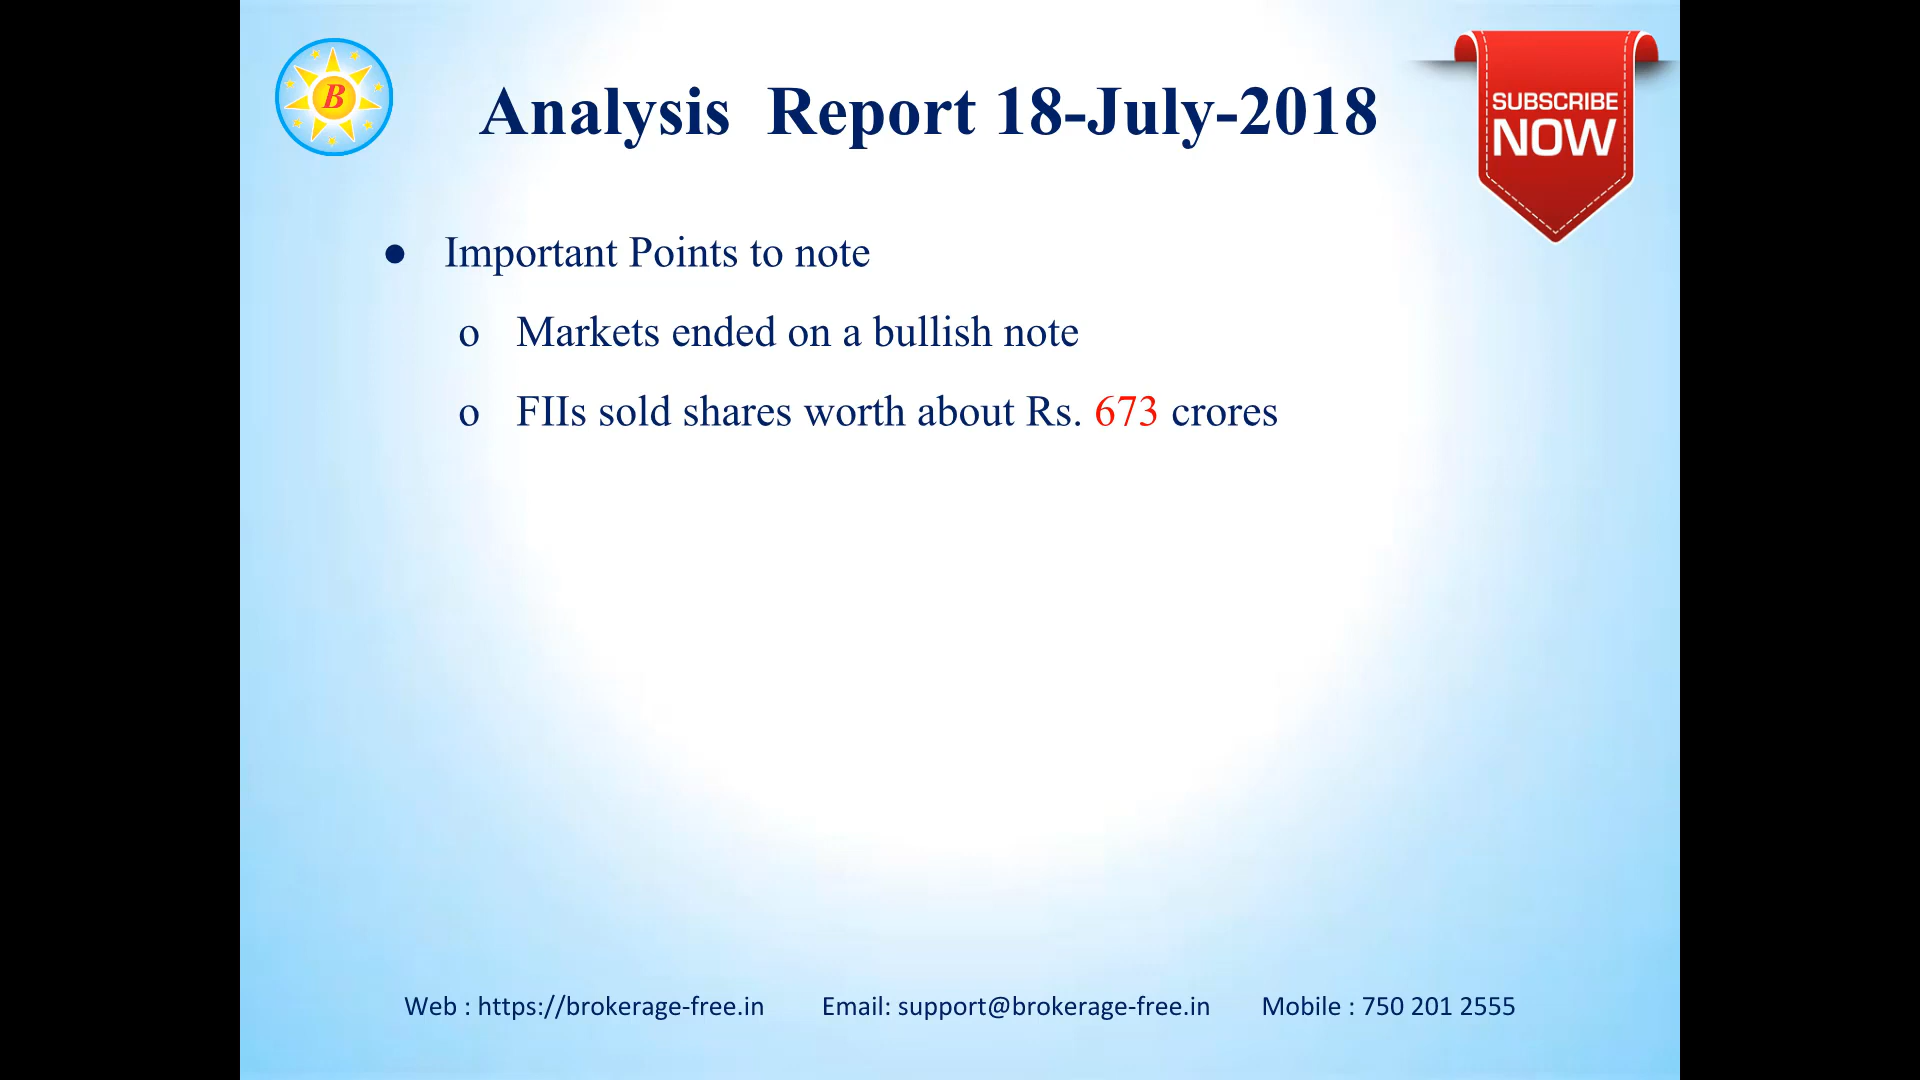 B
Analysis  Report 18-July-2018
SUBSCRIBE
NOW
● Important Points to note
o Markets ended on a bullish note
o FIIs sold shares worth about Rs. 673 crores
Web : https://brokerage-free.in Email: support@brokerage-free.in Mobile : 750 201 2555